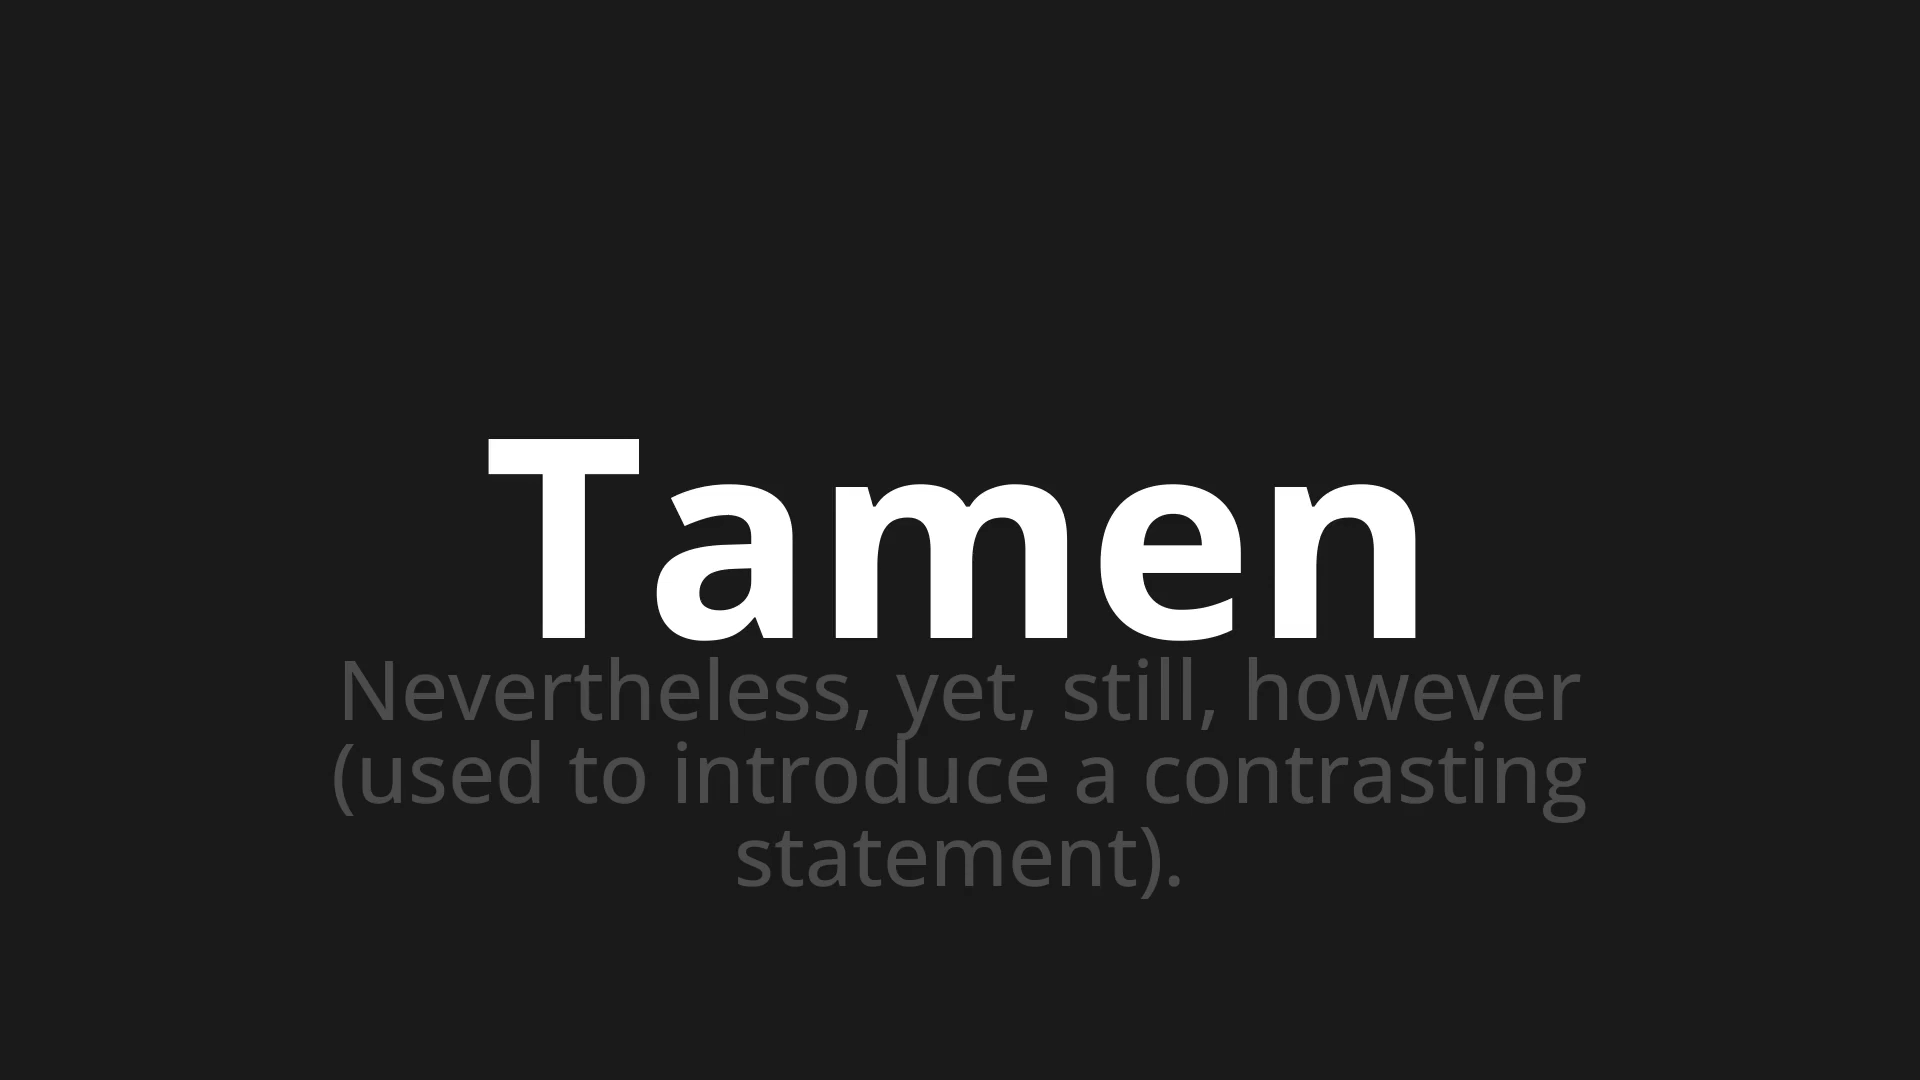 Tamen
Nevertheless, yet, still, however
(used to introduce a contrasting
statement).